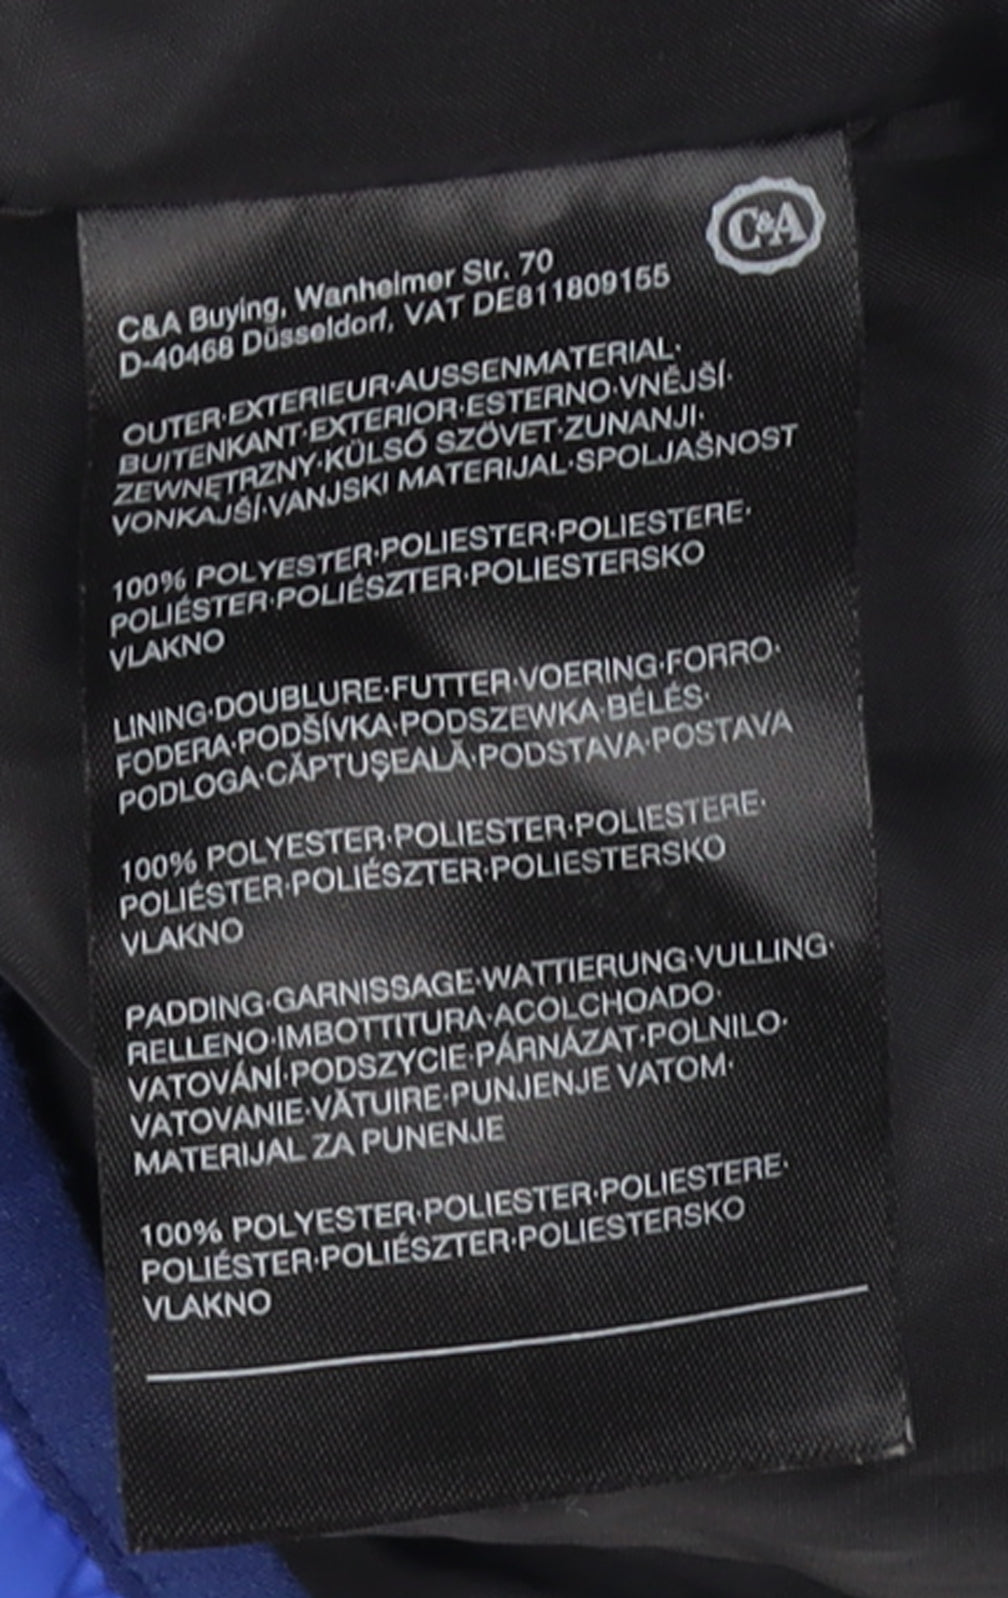 C&A
C&A Buying, Wanheimer Str. 70
D-40468 Düsseldorf, VAT DE811809155
OUTER·EXTERIEUR·AUSSENMATERIAL·
BUITENKANT·EXTERIOR·ESTERNO·VNĚJŠÍ·
ZEWNĘTRZNY·KÜLSŐ SZÖVET·ZUNANJI·
VONKAJŠÍ·VANJSKI MATERIJAL·SPOLJAŠNOST
100% POLYESTER·POLIESTER·POLIESTERE·
POLIÉSTER·POLIÉSZTER·POLIESTERSKO
VLAKNO
LINING·DOUBLURE·FUTTER·VOERING·FORRO·
FODERA·PODŠÍVKA·PODSZEWKA·BÉLÉS·
PODLOGA·CĂPTUŞEALĂ·PODSTAVA·POSTAVA
100% POLYESTER·POLIESTER·POLIESTERE·
POLIÉSTER·POLIÉSZTER·POLIESTERSKO
VLAKNO
PADDING·GARNISSAGE·WATTIERUNG·VULLING·
RELLENO·IMBOTTITURA·ACOLCHOADO·
VATOVÁNÍ·PODSZYCIE·PÁRNÁZAT·POLNILO·
VATOVANIE·VĂTUIRE·PUNJENJE VATOM·
MATERIJAL ZA PUNENJE
100% POLYESTER·POLIESTER·POLIESTERE·
POLIÉSTER·POLIÉSZTER·POLIESTERSKO
VLAKNO